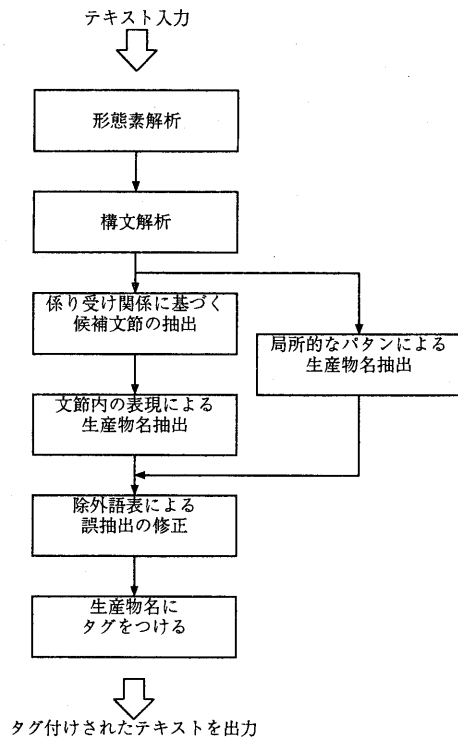 テキスト入力
形態素解析
構文解析
係り受け関係に基づく
候補文節の抽出
局所的なパタンによる
生産物名抽出
文節内の表現による
生産物名抽出
除外語表による
誤抽出の修正
生産物名に
タグをつける
タグ付けされたテキストを出力